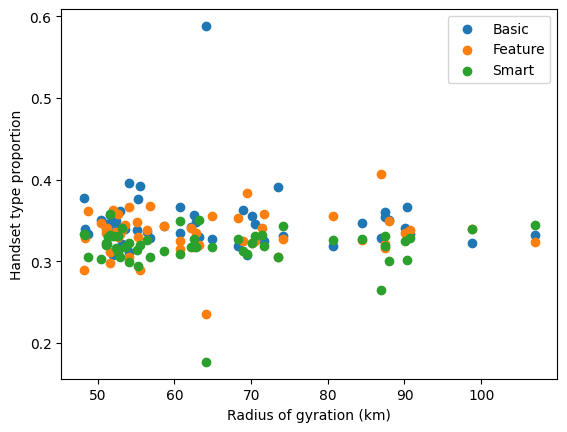 0.6
0.5
0.4
0.3
0.2
Handset type proportion
Basic
Feature
Smart
50 60 70 80 90 100
Radius of gyration (km)